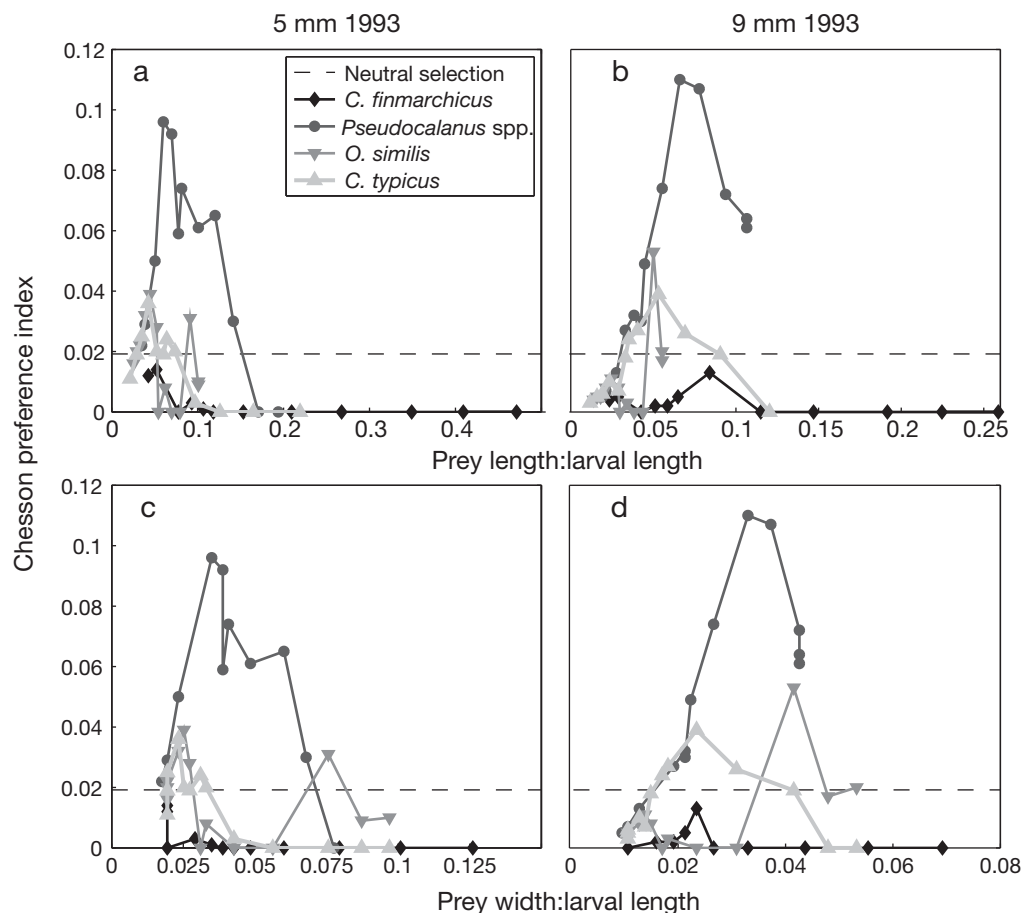 5 mm 1993
9 mm 1993
a
b
Neutral selection
C. finmarchicus
Pseudocalanus spp.
O. similis
C. typicus
0.12
0.1
0.08
0.06
0.04
0.02
0
0 0.1 0.2 0.3 0.4
0 0.05 0.1 0.15 0.2 0.25
Prey length:larval length
Chesson preference index
c
d
0.12
0.1
0.08
0.06
0.04
0.02
0
0 0.025 0.05 0.075 0.1 0.125
0 0.02 0.04 0.06 0.08
Prey width:larval length